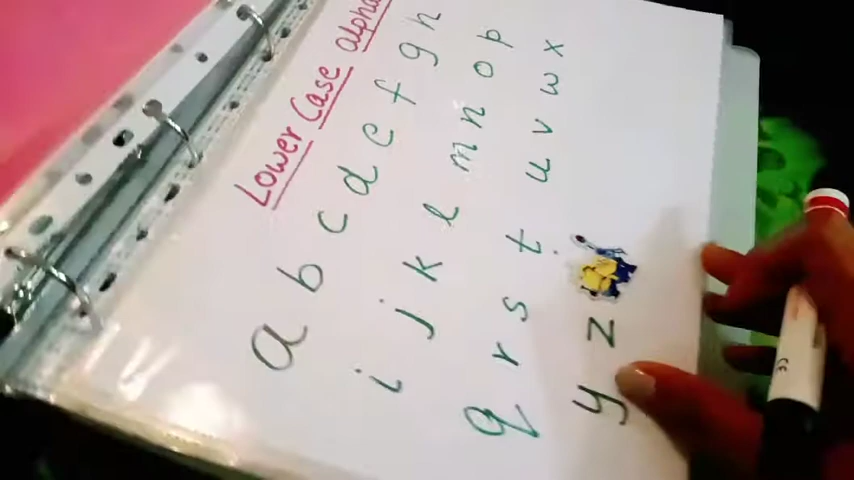 Lower Case alpha
a b c d e f g h
i j k l m n o p
q r s t u v w x
y z